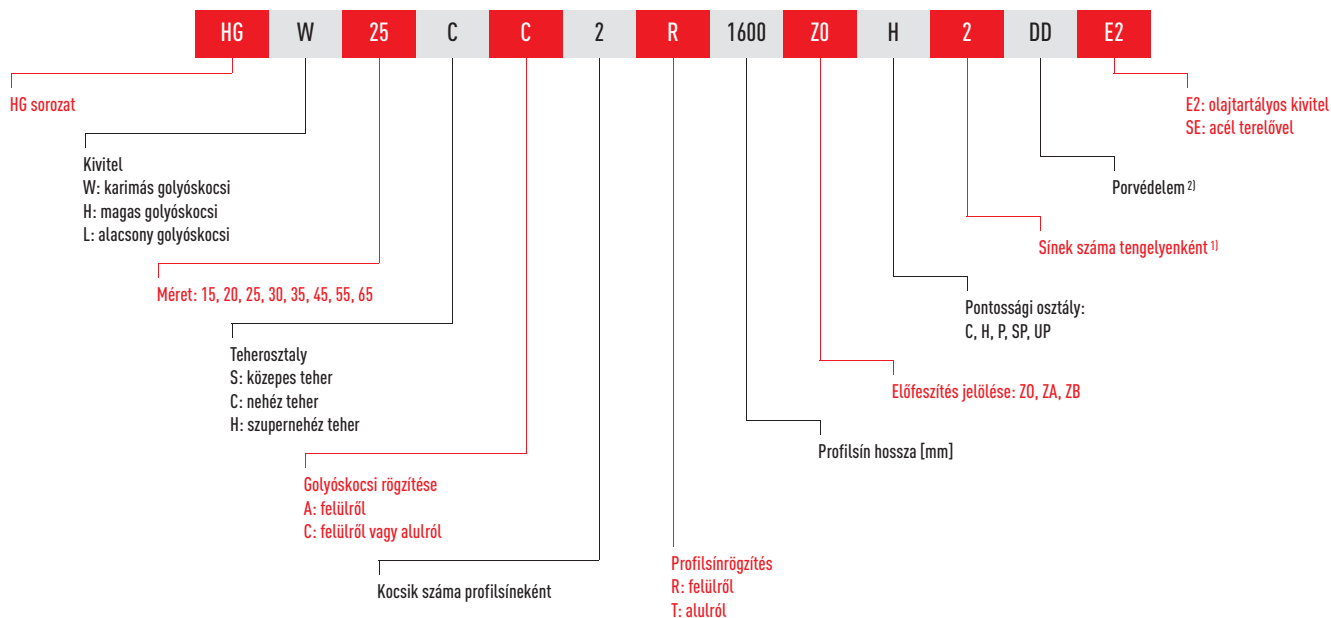 HG W 25 C C 2 R 1600 Z0 H 2 DD E2
HG sorozat
E2: olajtartályos kivitel
SE: acél terelővel
Kivitel
W: karimás golyóskocsi
H: magas golyóskocsi
L: alacsony golyóskocsi
Porvédelem 2)
Sínek száma tengelyenként 1)
Méret: 15, 20, 25, 30, 35, 45, 55, 65
Pontossági osztály:
C, H, P, SP, UP
Teherosztaly
S: közepes teher
C: nehéz teher
H: szupernehéz teher
Előfeszítés jelölése: Z0, ZA, ZB
Profilsín hossza [mm]
Golyóskocsi rögzítése
A: felülről
C: felülről vagy alulról
Kocsik száma profilsíneként
Profilsínrögzítés
R: felülről
T: alulról